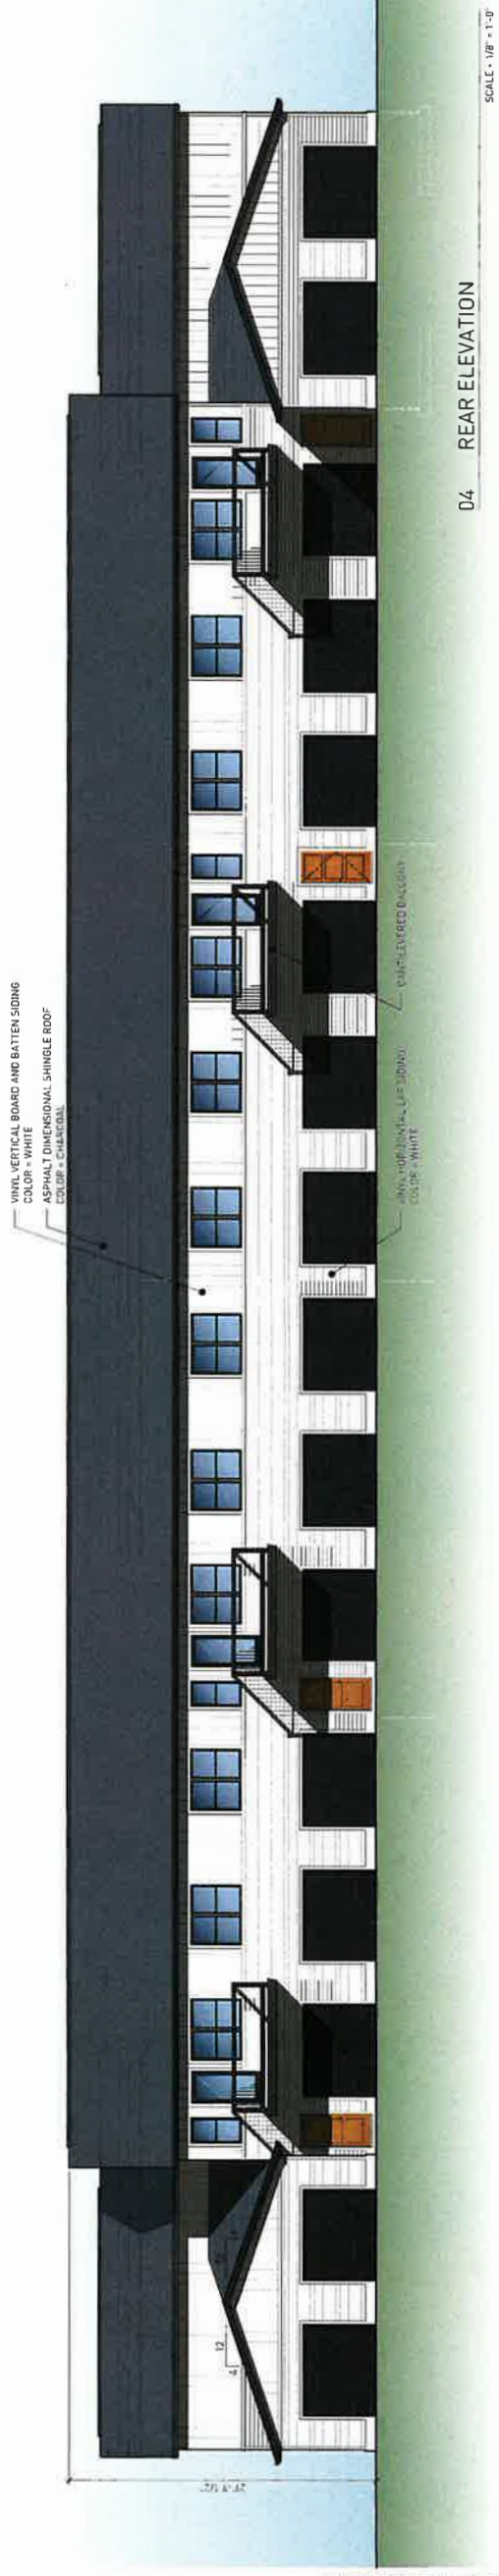 VINYL VERTICAL BOARD AND BATTEN SIDING
COLOR = WHITE
ASPHALT DIMENSIONAL SHINGLE ROOF
COLOR = CHARCOAL
CANTILEVERED BALCONY
VINYL HORIZONTAL LAP SIDING
COLOR = WHITE
12
4
04 REAR ELEVATION
SCALE = 1/8" = 1'-0"